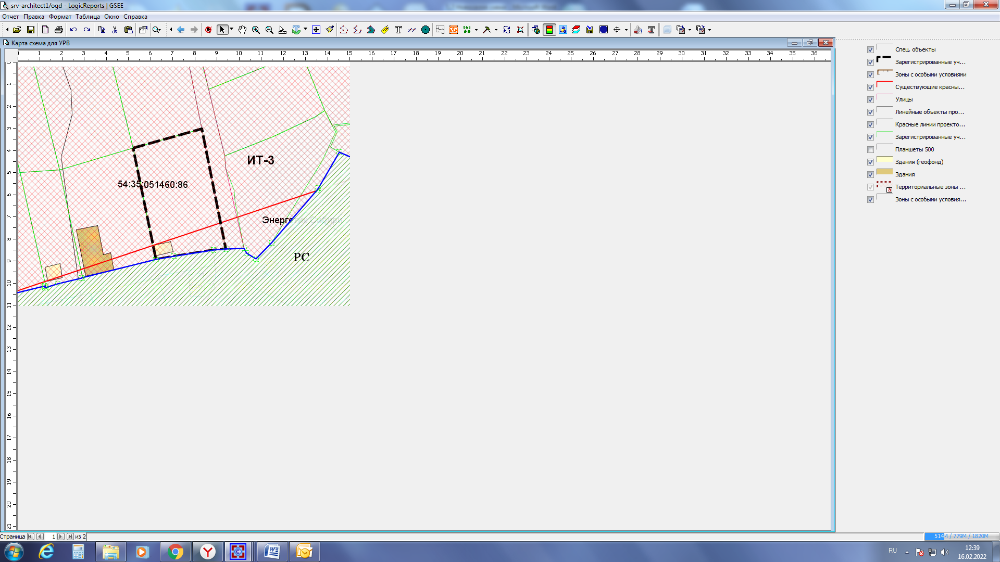 srv-architect1/ogd - LogicReports | GSEE
Отчет Правка Формат Таблица Окно Справка
Карта схема для УРВ
0 1 2 3 4 5 6 7 8 9 10 11 12 13 14 15 16 17 18 19 20 21 22 23 24 25 26 27 28 29 30 31 32 33 34 35 36
0
1
2
3
4
5
6
7
8
9
10
11
12
13
14
15
16
17
18
19
20
21
ИТ-3
54:35:051460:86
РС
Спец. объекты
Зарегистрированные уч...
Зоны с особыми условиями
Существующие красны...
Улицы
Линейные объекты про...
Красные линии проекто...
Зарегистрированные уч...
Планшеты 500
Здания (геофонд)
Здания
Территориальные зоны ...
Зоны с особыми условия...
Страница 1 из 2
514M / 779M / 1820M
RU
12:39
16.02.2022